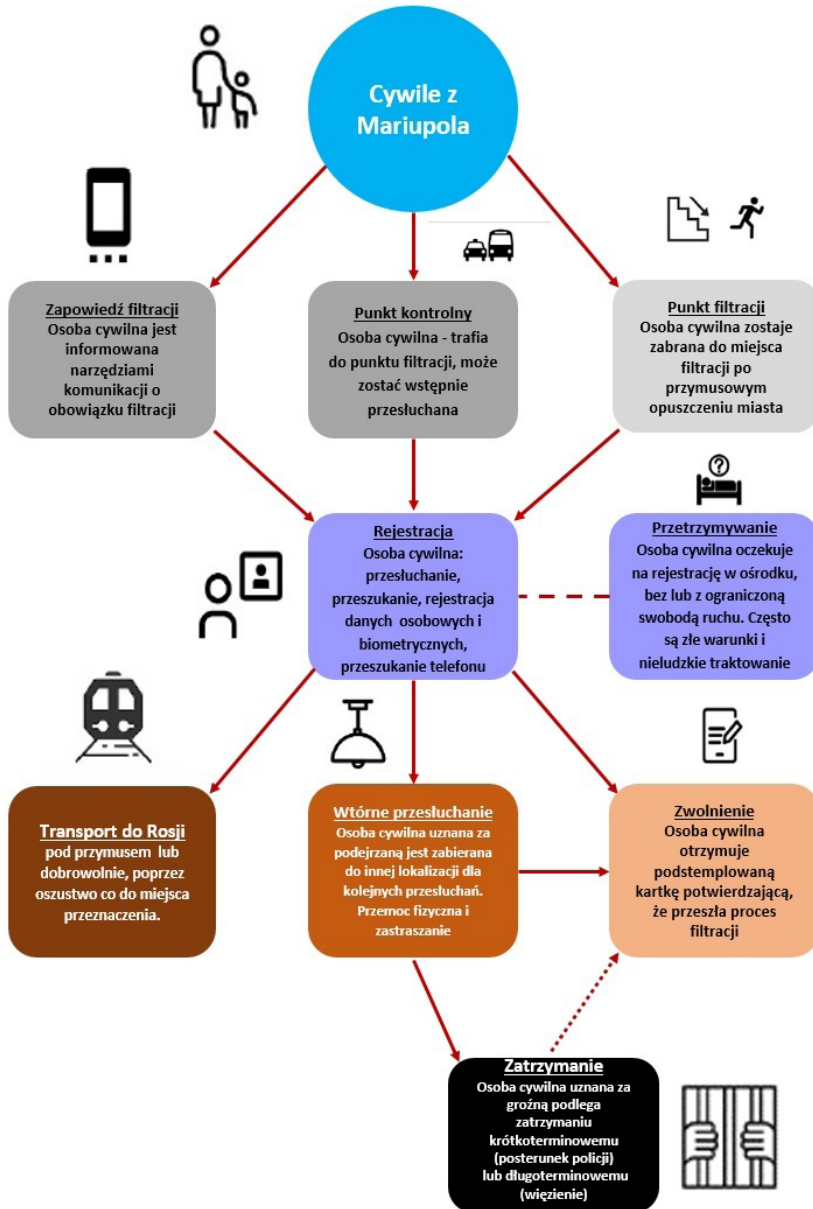 Cywile z
Mariupola
Zapowiedź filtracji
Osoba cywilna jest
informowana
narzędziami
komunikacji o
obowiązku filtracji
Punkt kontrolny
Osoba cywilna - trafia
do punktu filtracji, może
zostać wstępnie
przesłuchana
Punkt filtracji
Osoba cywilna zostaje
zabrana do miejsca
filtracji po
przymusowym
opuszczeniu miasta
Rejestracja
Osoba cywilna:
przesłuchanie,
przeszukanie, rejestracja
danych osobowych i
biometrycznych,
przeszukanie telefonu
?
Przetrzymywanie
Osoba cywilna oczekuje
na rejestrację w ośrodku,
bez lub z ograniczoną
swobodą ruchu. Często
są złe warunki i
nieludzkie traktowanie
Transport do Rosji
pod przymusem lub
dobrowolnie, poprzez
oszustwo co do miejsca
przeznaczenia.
Wtórne przesłuchanie
Osoba cywilna uznana za
podejrzaną jest zabierana
do innej lokalizacji dla
kolejnych przesłuchań.
Przemoc fizyczna i
zastraszanie
Zwolnienie
Osoba cywilna
otrzymuje
podstemplowaną
kartkę potwierdzającą,
że przeszła proces
filtracji
Zatrzymanie
Osoba cywilna uznana za
groźną podlega
zatrzymaniu
krótkoterminowemu
(posterunek policji)
lub długoterminowemu
(więzienie)